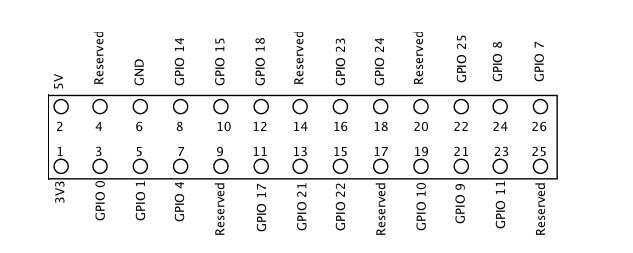 5V Reserved GND GPIO 14 GPIO 15 GPIO 18 Reserved GPIO 23 GPIO 24 Reserved GPIO 25 GPIO 8 GPIO 7
2 4 6 8 10 12 14 16 18 20 22 24 26
1 3 5 7 9 11 13 15 17 19 21 23 25
3V3 GPIO 0 GPIO 1 GPIO 4 Reserved GPIO 17 GPIO 21 GPIO 22 Reserved GPIO 10 GPIO 9 GPIO 11 Reserved